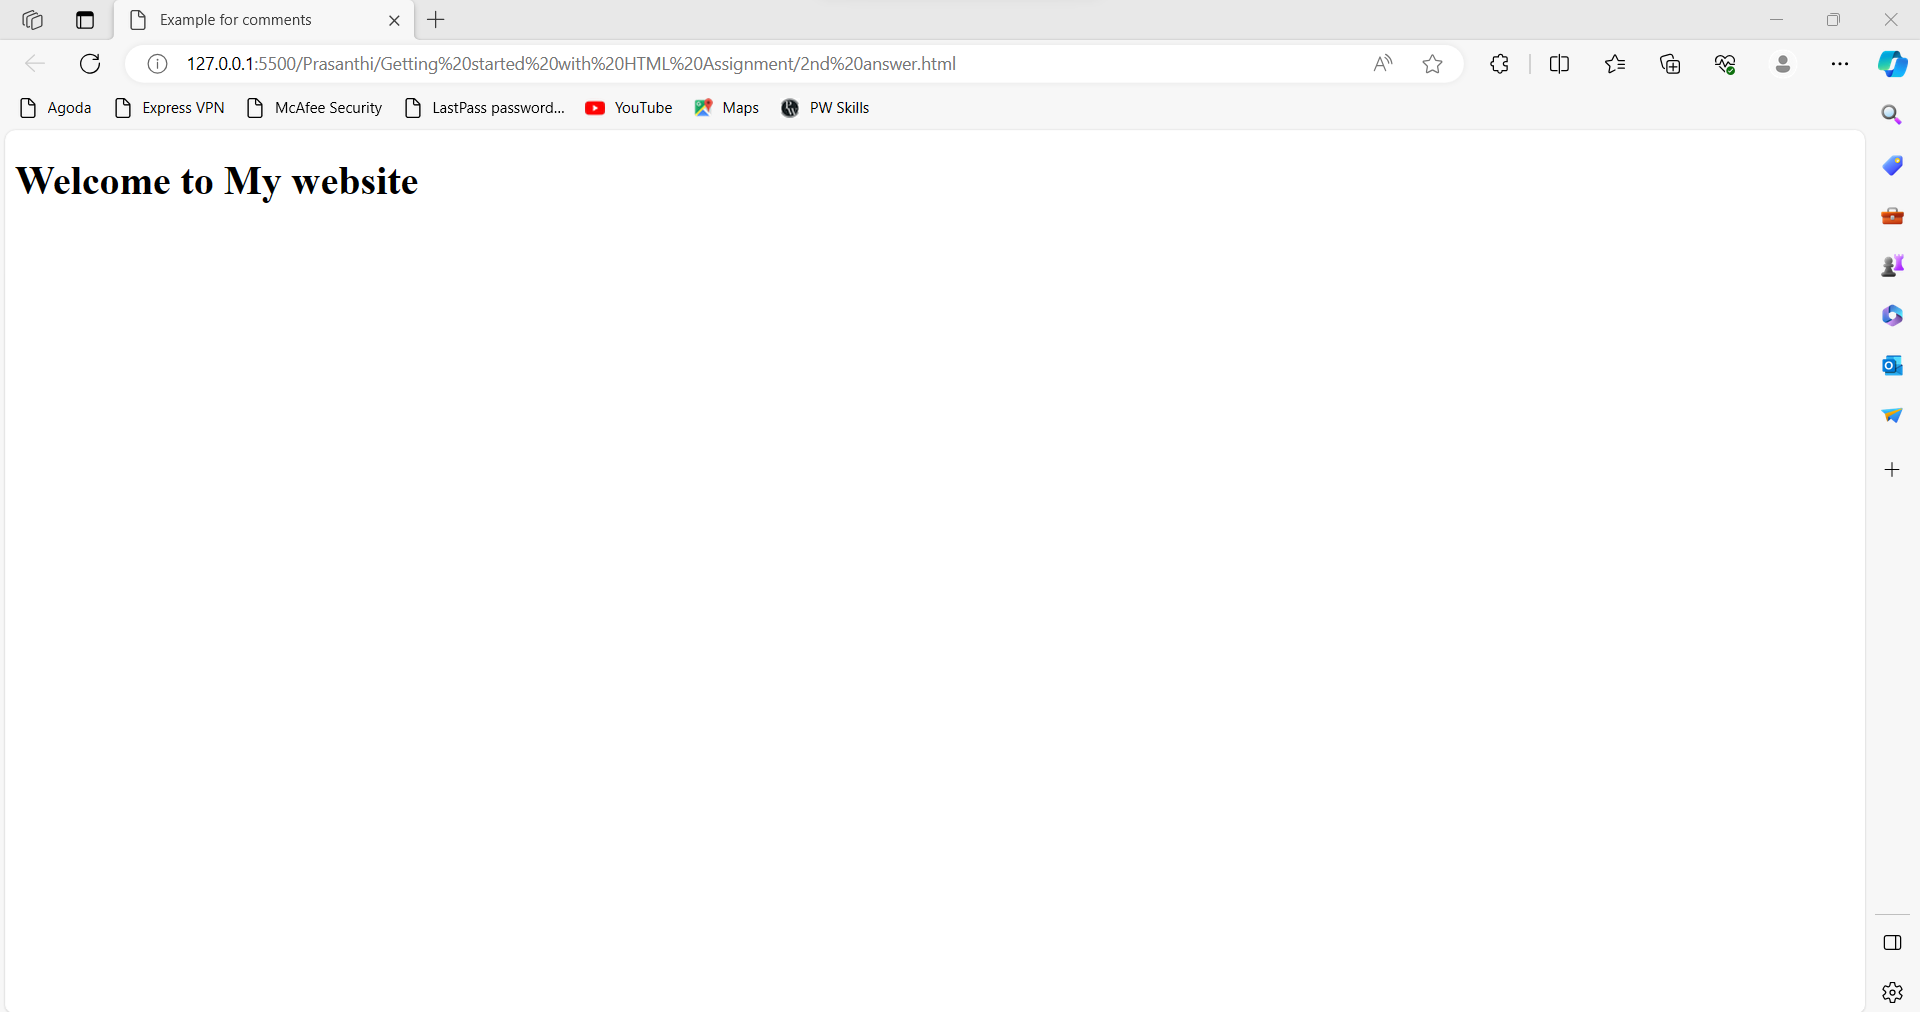 Example for comments
127.0.0.1:5500/Prasanthi/Getting%20started%20with%20HTML%20Assignment/2nd%20answer.html
Agoda Express VPN McAfee Security LastPass password... YouTube Maps PW Skills
Welcome to My website